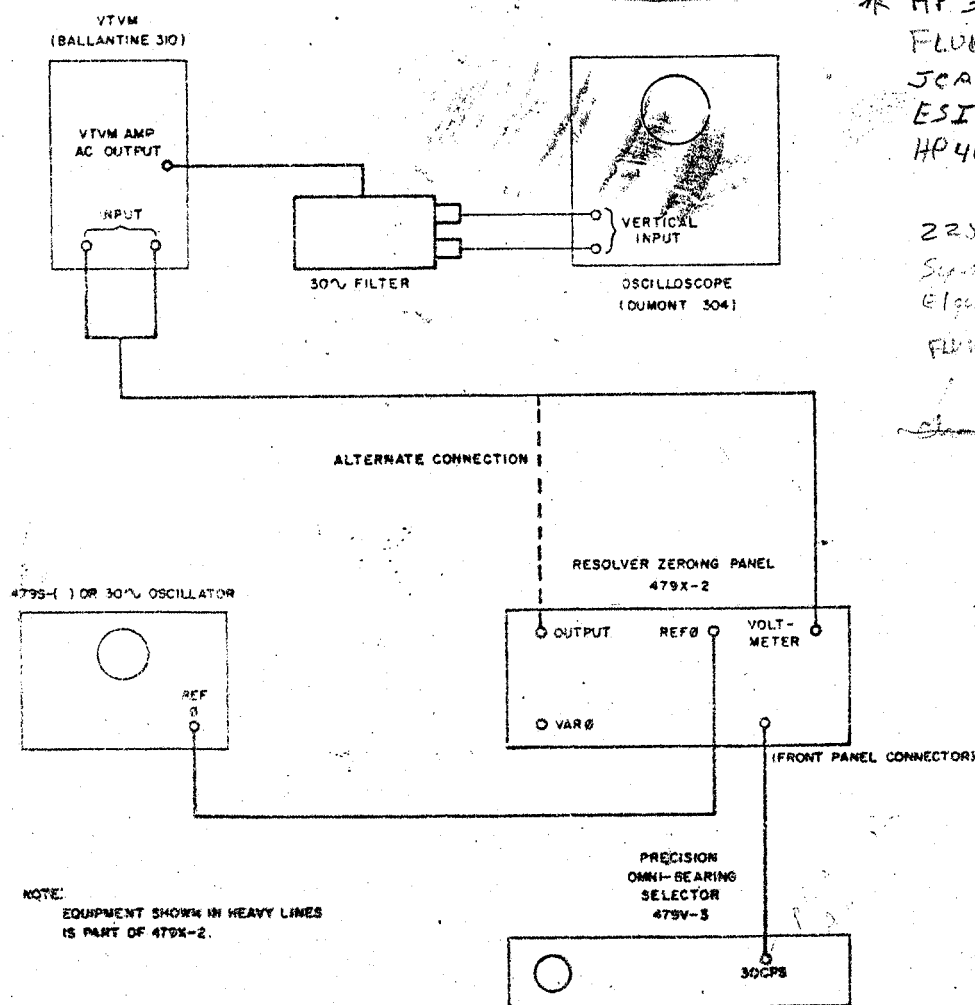 VTVM
(BALLANTINE 310)
VTVM AMP
AC OUTPUT
INPUT
30∿ FILTER
VERTICAL
INPUT
OSCILLOSCOPE
(DUMONT 304)
HP
ESI
ALTERNATE CONNECTION
RESOLVER ZEROING PANEL
479X-2
479S-( ) OR 30∿ OSCILLATOR
OUTPUT
REFØ
VOLT-
METER
REF
Ø
VARØ
(FRONT PANEL CONNECTOR)
PRECISION
OMNI-BEARING
SELECTOR
479V-3
NOTE:
EQUIPMENT SHOWN IN HEAVY LINES
IS PART OF 479X-2.
30CPS